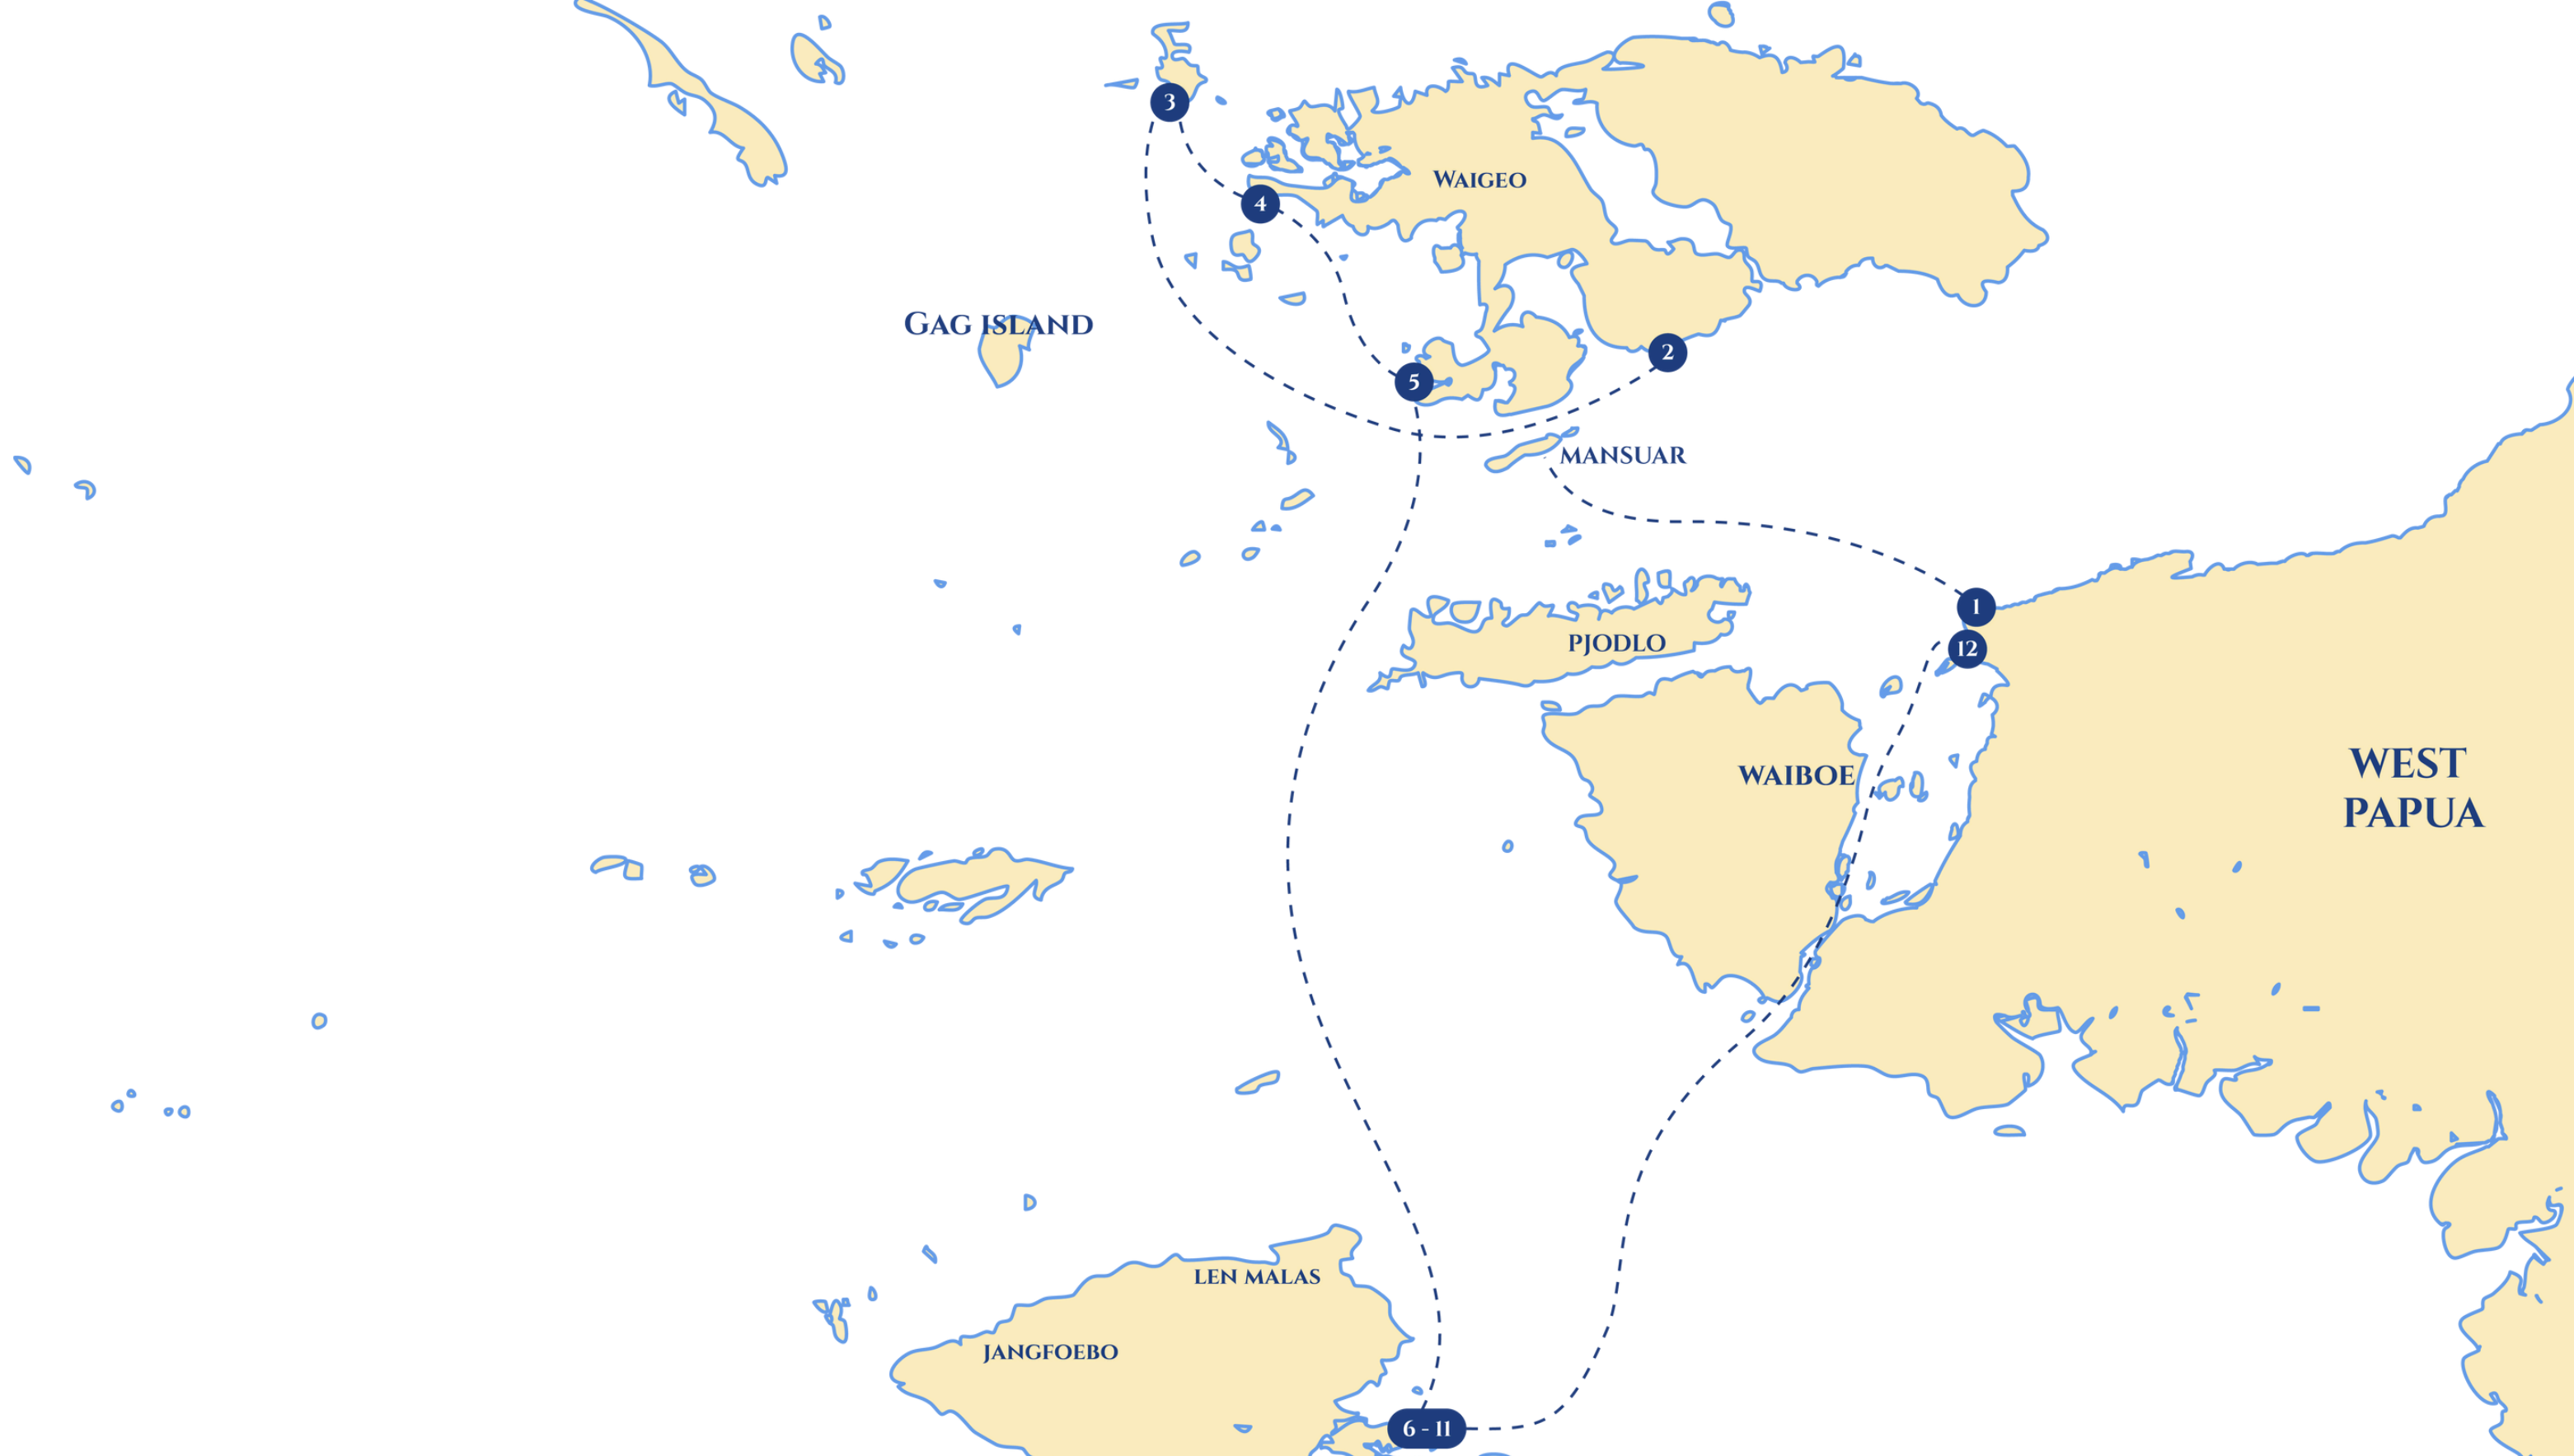 3
Waigeo
4
Gag island
2
5
MANSUAR
1
PJODLO
12
WEST
PAPUA
WAIBOE
LEN MALAS
JANGFOEBO
6 - 11